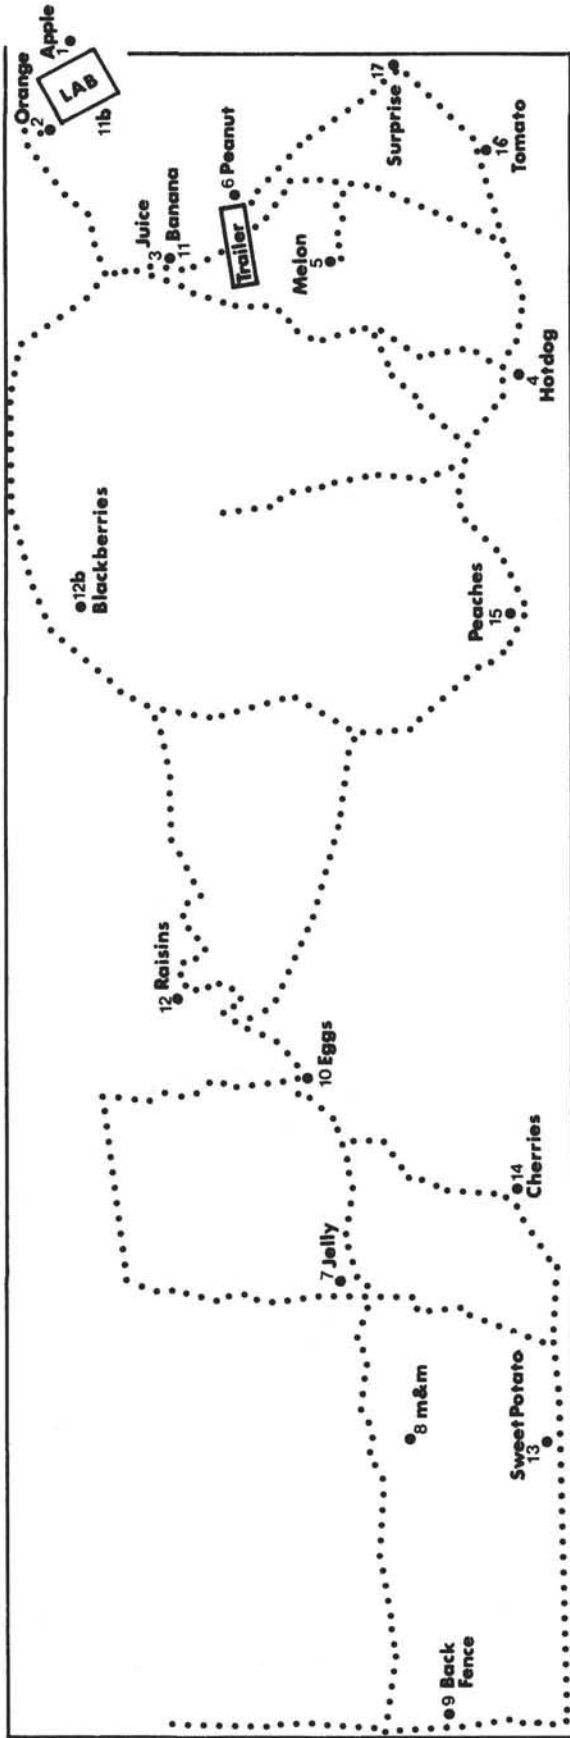 Apple
1
Orange
2
LAB
11b
Juice
3
Banana
11
6 Peanut
Trailer
Melon
5
17
Surprise
16
Tomato
4
Hotdog
12b
Blackberries
Peaches
15
12 Raisins
10 Eggs
14
Cherries
7 Jelly
8 m&m
Sweet Potato
13
9 Back
Fence